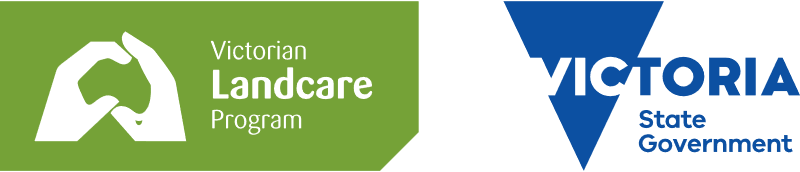 Victorian
Landcare
Program
VICTORIA
State
Government